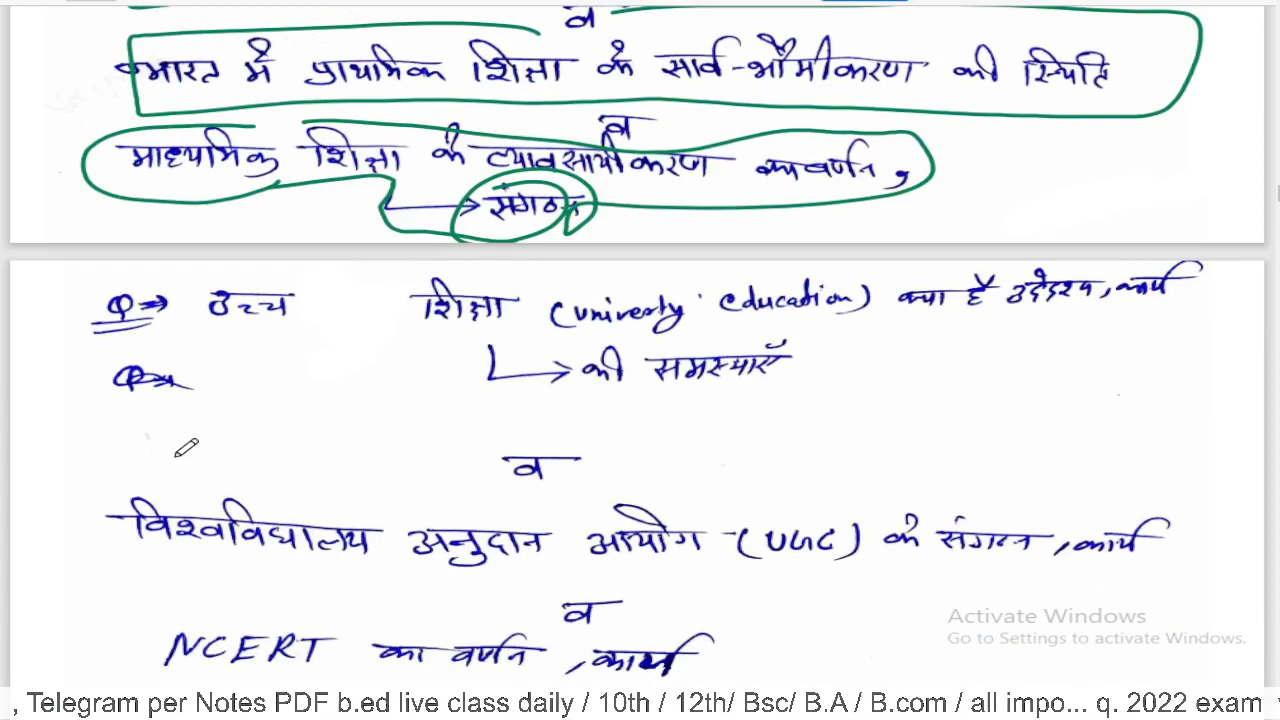 व
भारत में प्राथमिक शिक्षा के सार्व-भौमीकरण की स्थिति
व
माध्यमिक शिक्षा के व्यावसायीकरण का वर्णन,
→ संगठन
Q⇒ उच्च शिक्षा (univerty education) क्या है उद्देश्य, कार्य
→ की समस्याएँ
व
विश्वविद्यालय अनुदान आयोग - (UGC) के संगठन, कार्य
व
NCERT का वर्णन, कार्य
Activate Windows
Go to Settings to activate Windows.
, Telegram per Notes PDF b.ed live class daily / 10th / 12th/ Bsc/ B.A / B.com / all impo... q. 2022 exam